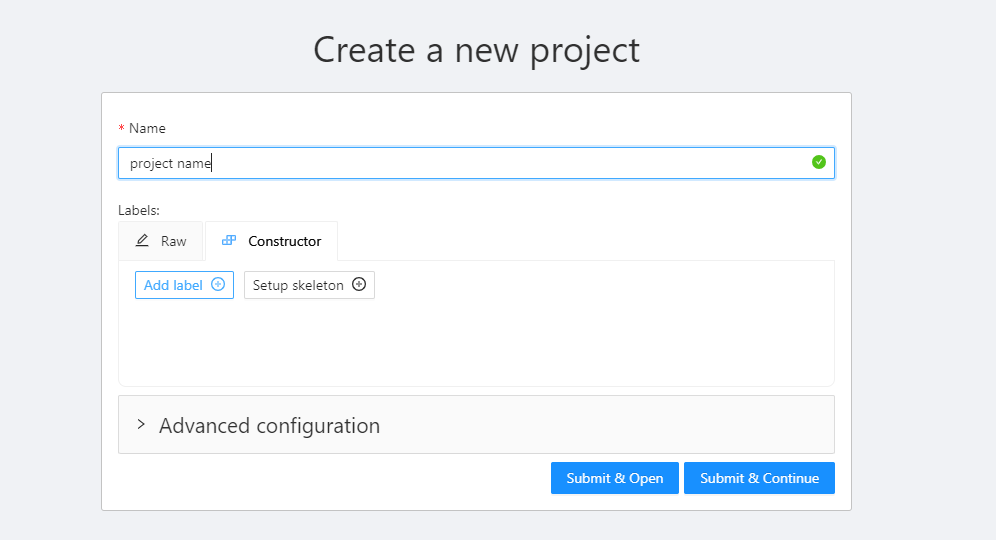 Create a new project
* Name
project name
Labels:
Raw Constructor
Add label Setup skeleton
Advanced configuration
Submit & Open Submit & Continue